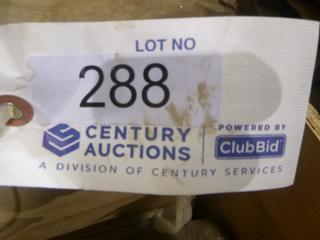 LOT NO
288
CENTURY AUCTIONS
POWERED BY
ClubBid
A DIVISION OF CENTURY SERVICES